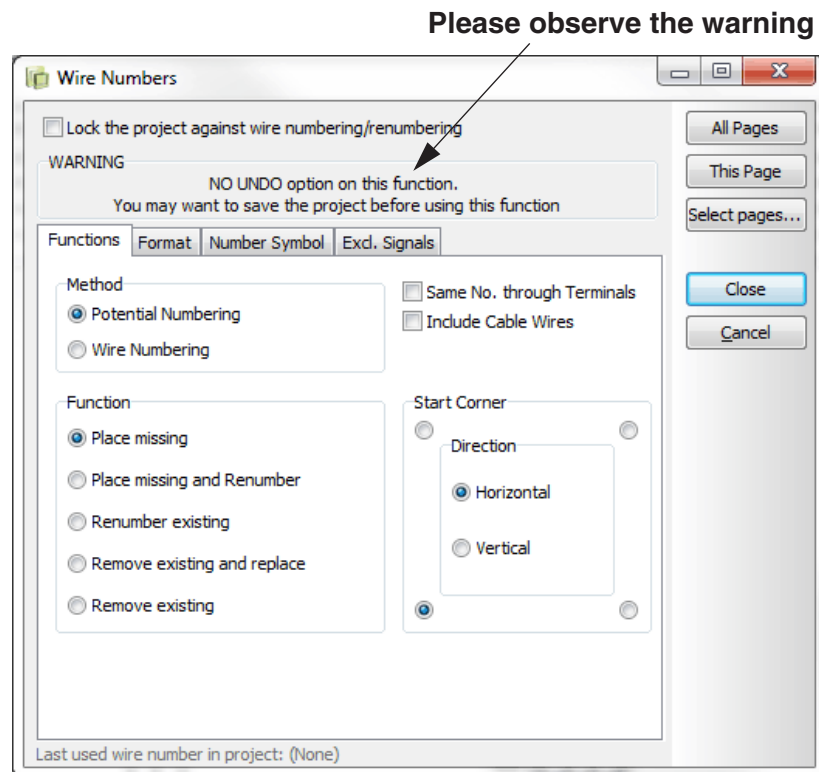 Please observe the warning
Wire Numbers
Lock the project against wire numbering/renumbering
WARNING
NO UNDO option on this function.
You may want to save the project before using this function
All Pages
This Page
Select pages...
Close
Cancel
Functions Format Number Symbol Excl. Signals
Method
Potential Numbering
Wire Numbering
Same No. through Terminals
Include Cable Wires
Function
Place missing
Place missing and Renumber
Renumber existing
Remove existing and replace
Remove existing
Start Corner
Direction
Horizontal
Vertical
Last used wire number in project: (None)